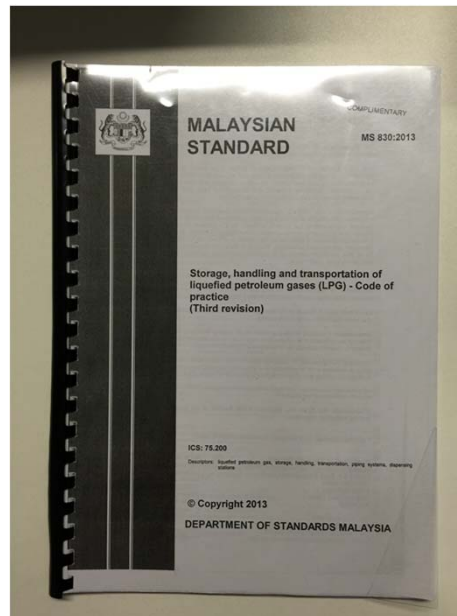 COMPLIMENTARY
MALAYSIAN
STANDARD
MS 830:2013
Storage, handling and transportation of
liquefied petroleum gases (LPG) - Code of
practice
(Third revision)
ICS: 75.200
Descriptors: liquefied petroleum gas, storage, handling, transportation, piping systems, dispensing
stations
© Copyright 2013
DEPARTMENT OF STANDARDS MALAYSIA